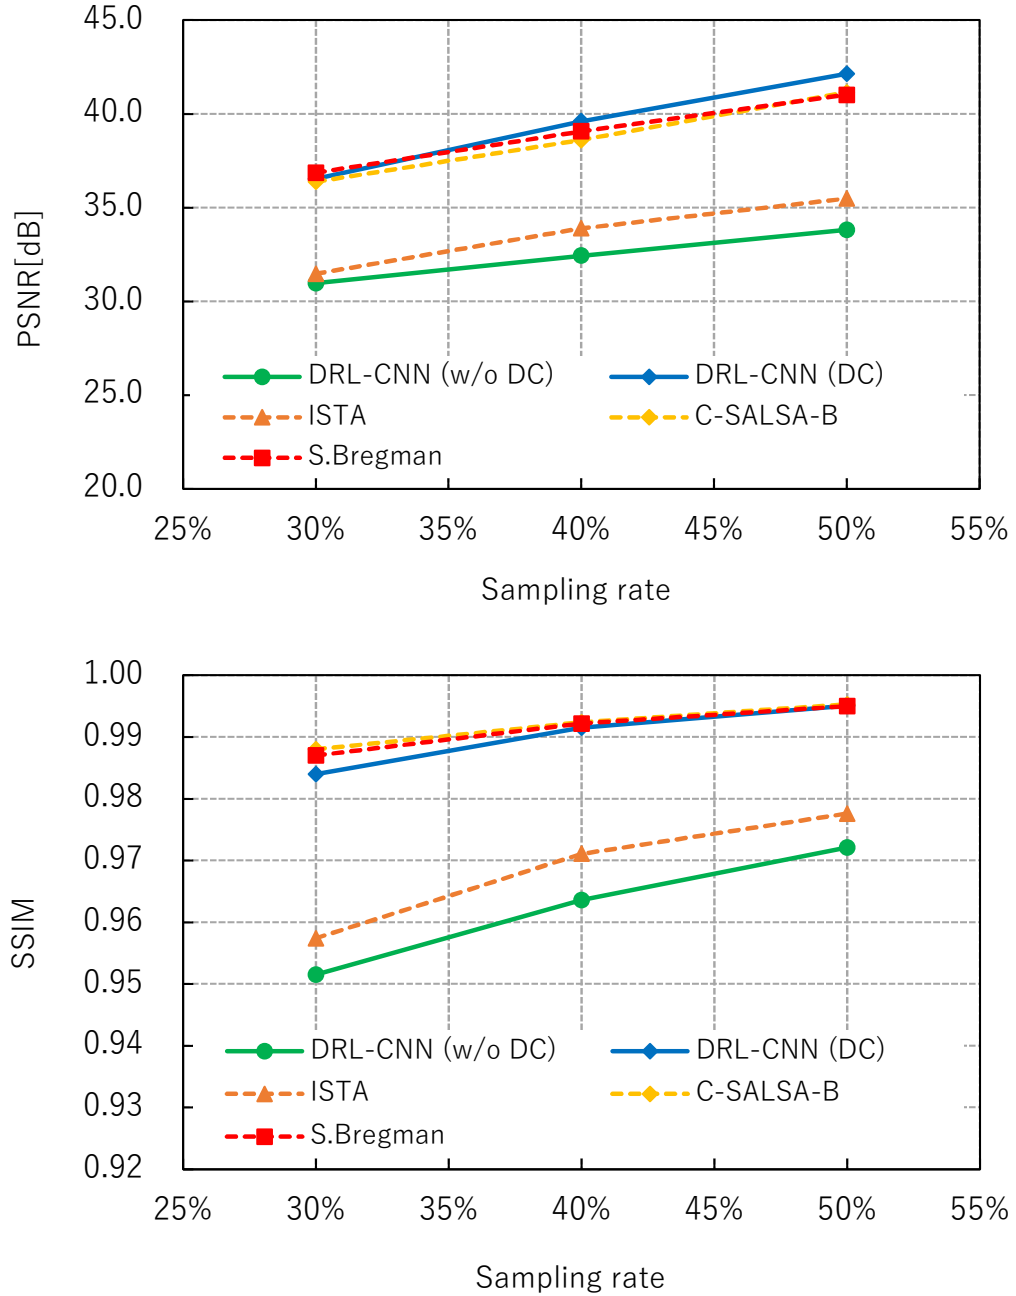 45.0
40.0
35.0
30.0
25.0
20.0
PSNR[dB]
DRL-CNN (w/o DC)
DRL-CNN (DC)
ISTA
C-SALSA-B
S.Bregman
25% 30% 35% 40% 45% 50% 55%
Sampling rate
1.00
0.99
0.98
0.97
0.96
0.95
0.94
0.93
0.92
SSIM
DRL-CNN (w/o DC)
DRL-CNN (DC)
ISTA
C-SALSA-B
S.Bregman
25% 30% 35% 40% 45% 50% 55%
Sampling rate